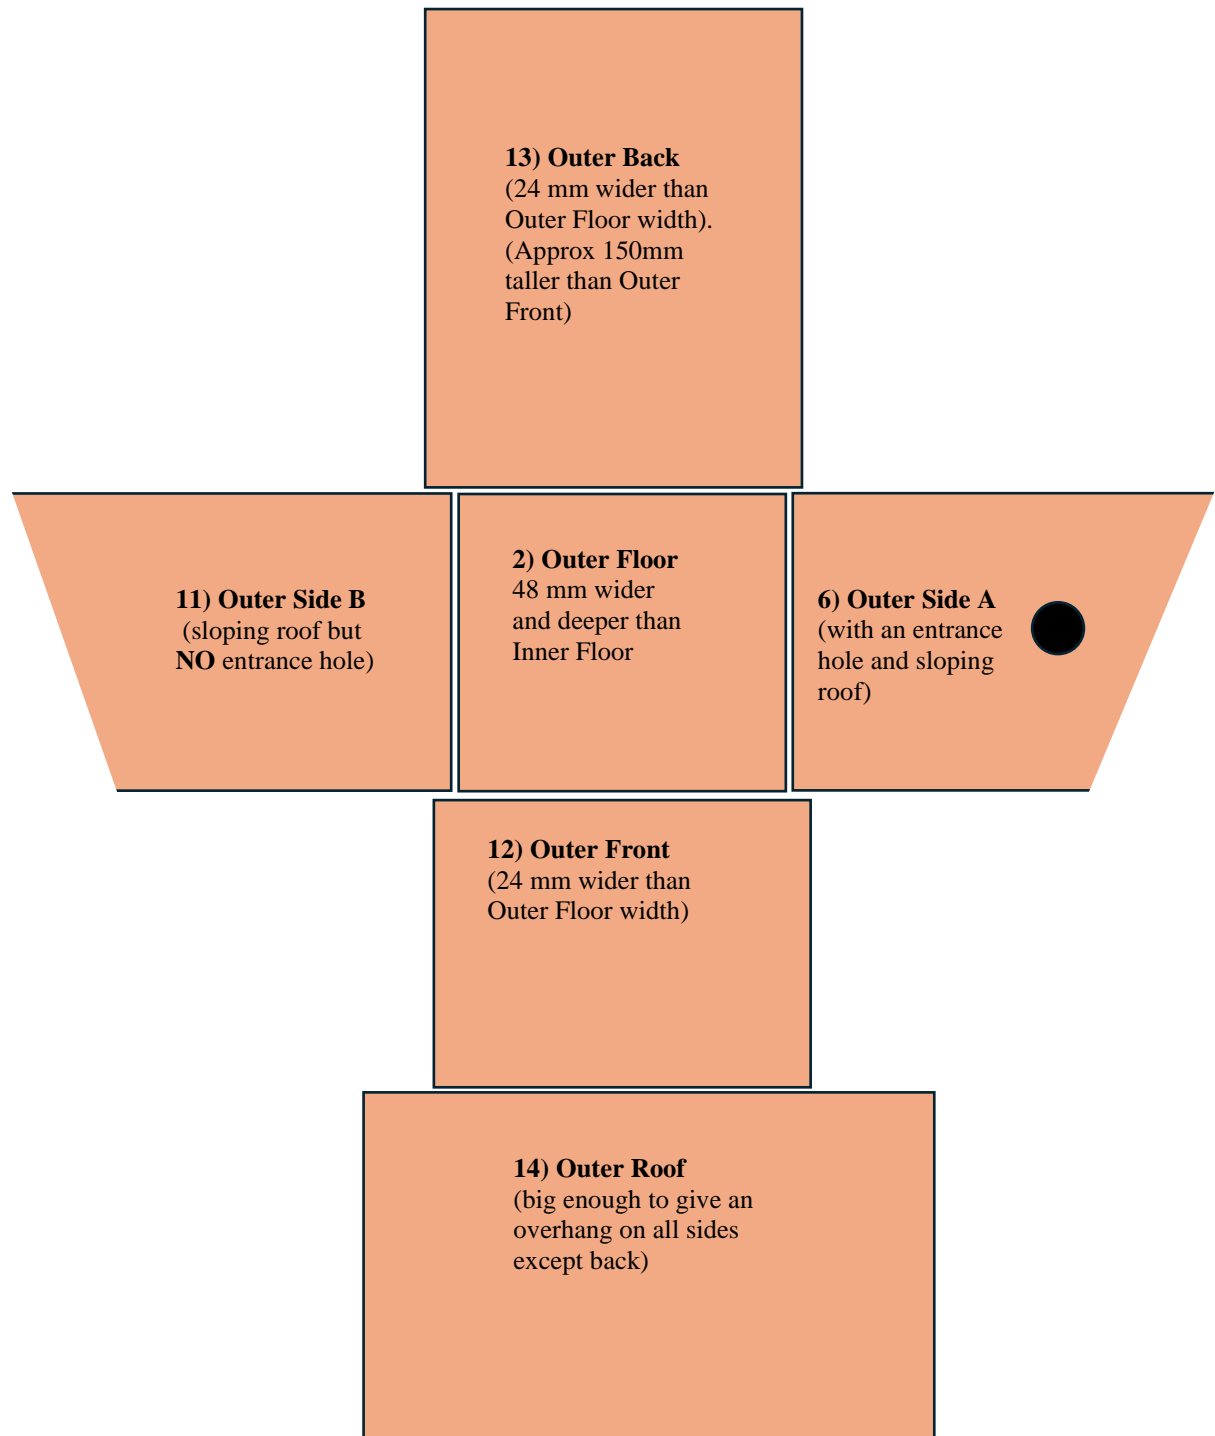 13) Outer Back
(24 mm wider than
Outer Floor width).
(Approx 150mm
taller than Outer
Front)
11) Outer Side B
(sloping roof but
NO entrance hole)
2) Outer Floor
48 mm wider
and deeper than
Inner Floor
6) Outer Side A
(with an entrance
hole and sloping
roof)
12) Outer Front
(24 mm wider than
Outer Floor width)
14) Outer Roof
(big enough to give an
overhang on all sides
except back)